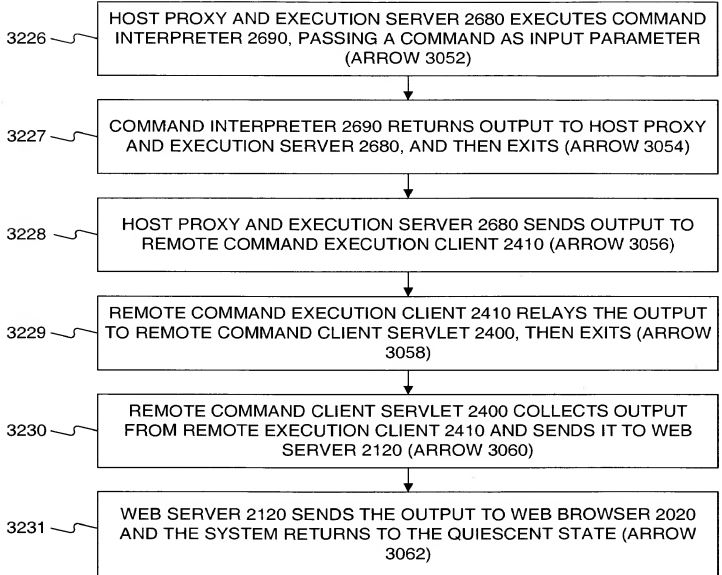 3226
HOST PROXY AND EXECUTION SERVER 2680 EXECUTES COMMAND
INTERPRETER 2690, PASSING A COMMAND AS INPUT PARAMETER
(ARROW 3052)
3227
COMMAND INTERPRETER 2690 RETURNS OUTPUT TO HOST PROXY
AND EXECUTION SERVER 2680, AND THEN EXITS (ARROW 3054)
3228
HOST PROXY AND EXECUTION SERVER 2680 SENDS OUTPUT TO
REMOTE COMMAND EXECUTION CLIENT 2410 (ARROW 3056)
3229
REMOTE COMMAND EXECUTION CLIENT 2410 RELAYS THE OUTPUT
TO REMOTE COMMAND CLIENT SERVLET 2400, THEN EXITS (ARROW
3058)
3230
REMOTE COMMAND CLIENT SERVLET 2400 COLLECTS OUTPUT
FROM REMOTE EXECUTION CLIENT 2410 AND SENDS IT TO WEB
SERVER 2120 (ARROW 3060)
3231
WEB SERVER 2120 SENDS THE OUTPUT TO WEB BROWSER 2020
AND THE SYSTEM RETURNS TO THE QUIESCENT STATE (ARROW
3062)